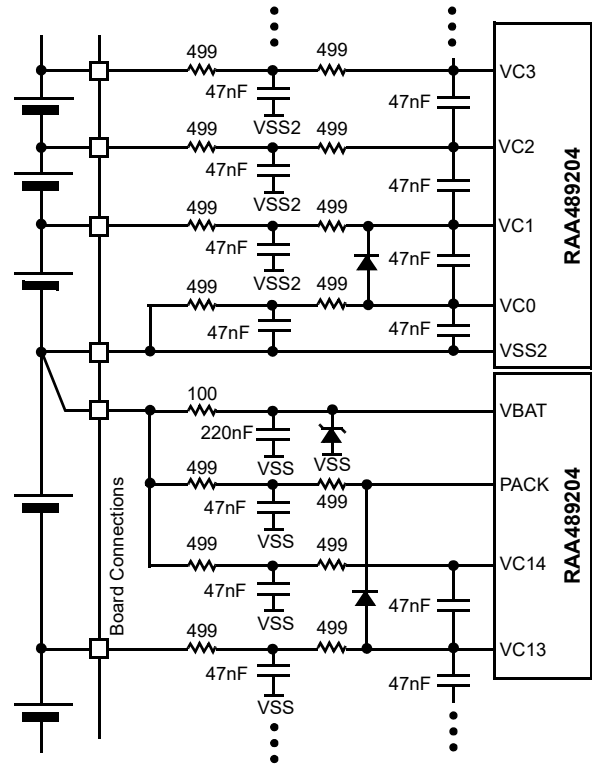 499
499
VC3
47nF
47nF
VSS2
499
499
VC2
47nF
47nF
VSS2
499
499
VC1
47nF
47nF
VSS2
499
499
VC0
47nF
47nF
VSS2
RAA489204
100
VBAT
220nF
VSS
VSS
499
499
PACK
47nF
VSS
499
499
VC14
47nF
47nF
VSS
499
499
VC13
47nF
47nF
VSS
RAA489204
Board Connections